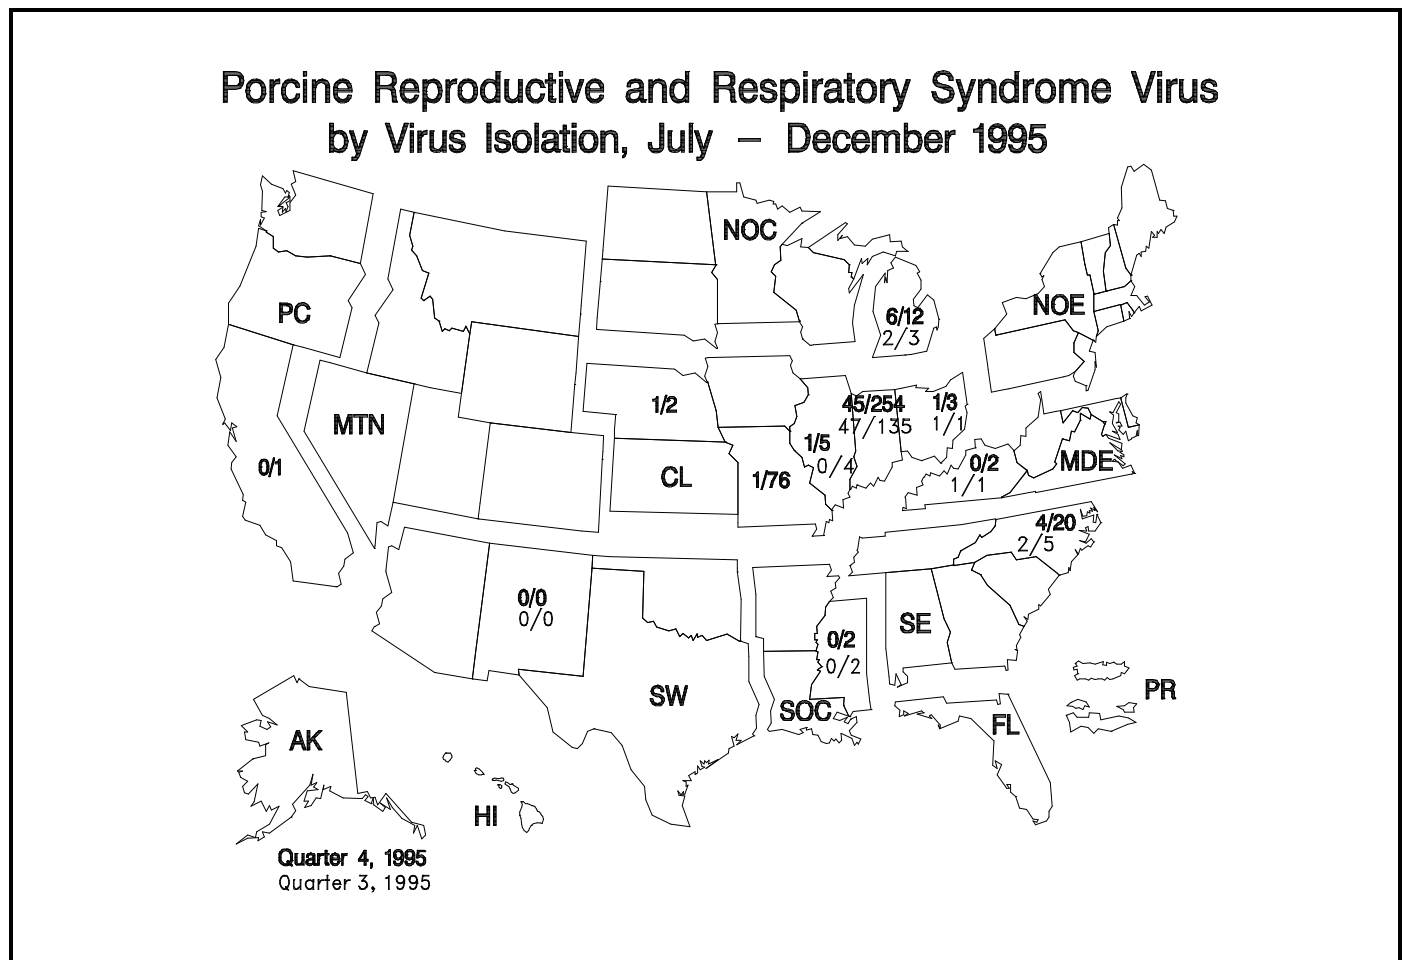 Porcine Reproductive and Respiratory Syndrome Virus
by Virus Isolation, July – December 1995
NOC
PC
NOE
6/12
2/3
1/2
45/254
47/135
1/3
1/1
MTN
1/5
0/4
0/1
CL
1/76
0/2
1/1
MDE
4/20
2/5
0/0
0/0
SE
0/2
0/2
SW
SOC
PR
FL
AK
HI
Quarter 4, 1995
Quarter 3, 1995